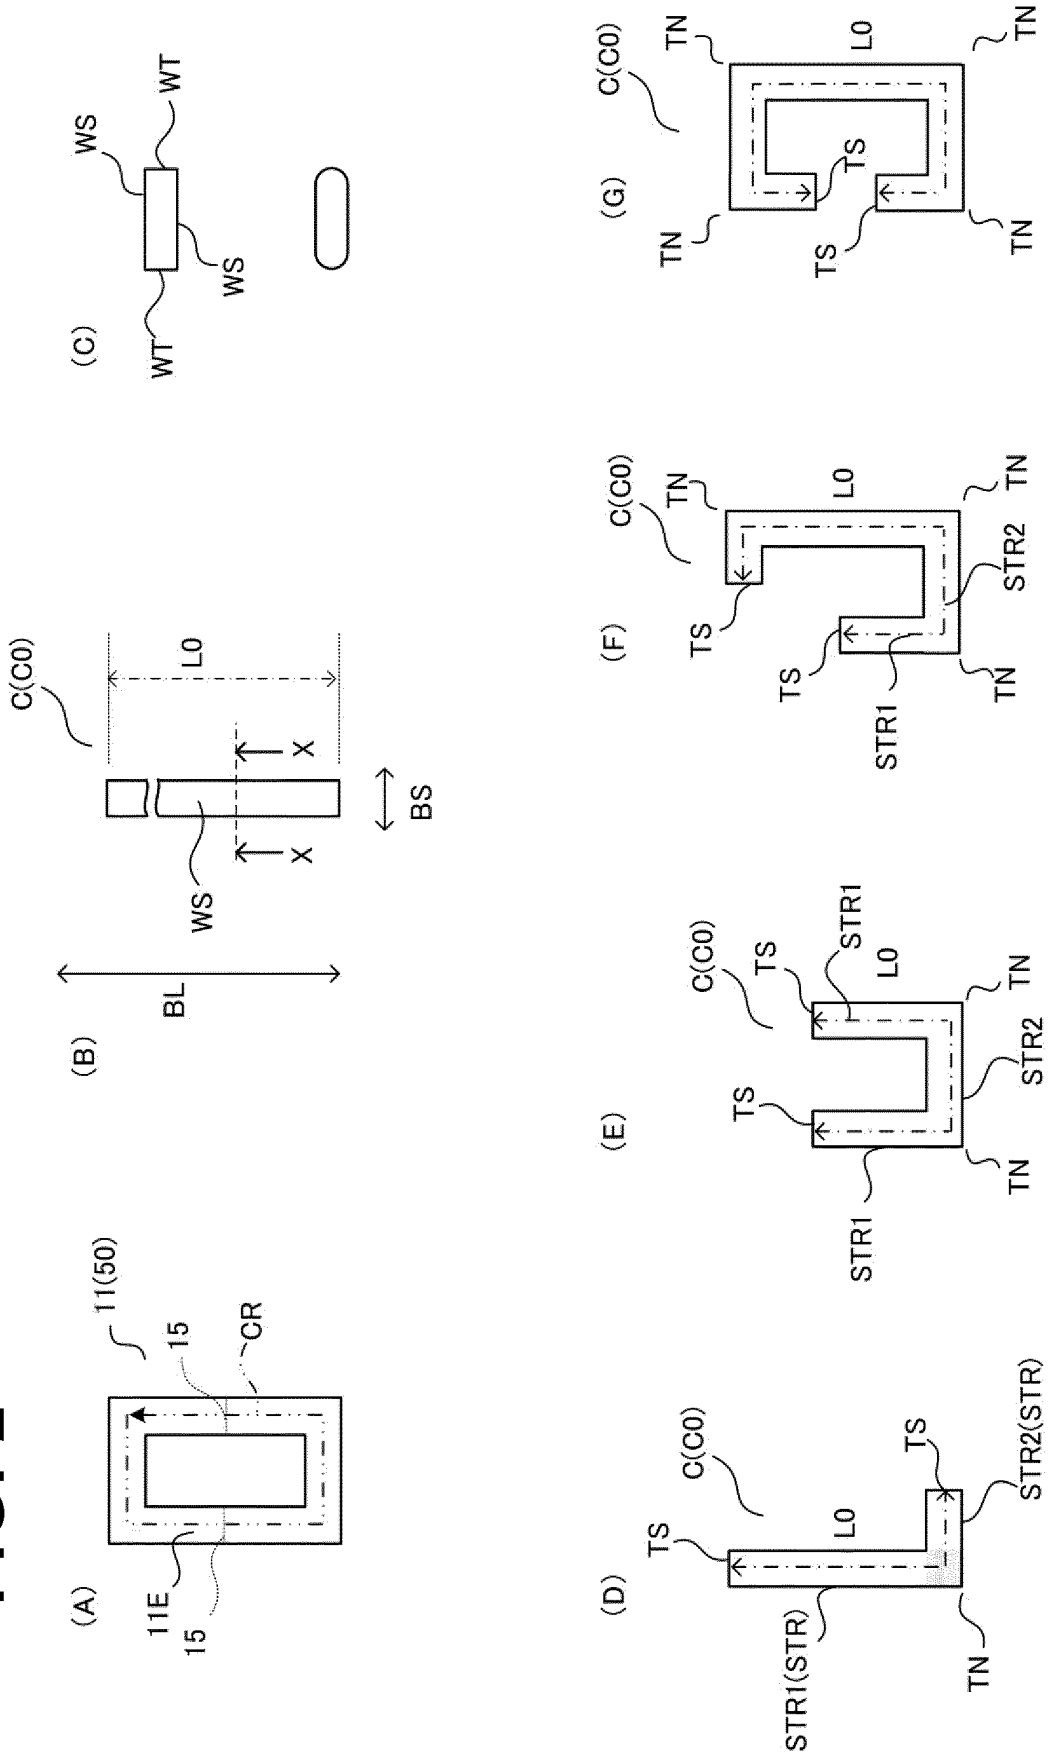 (A)
11(50)
15
CR
11E
15
(B)
C(C0)
L0
BL
WS
X
X
BS
(C)
WS
WT
WT
WS
(D)
C(C0)
TS
L0
TS
STR1(STR)
STR2(STR)
TN
(E)
C(C0)
TS
TS
STR1
L0
STR1
TN
STR2
TN
(F)
C(C0)
TN
TS
L0
TS
STR1
TN
STR2
TN
(G)
C(C0)
TN
TN
L0
TS
TS
TN
TN